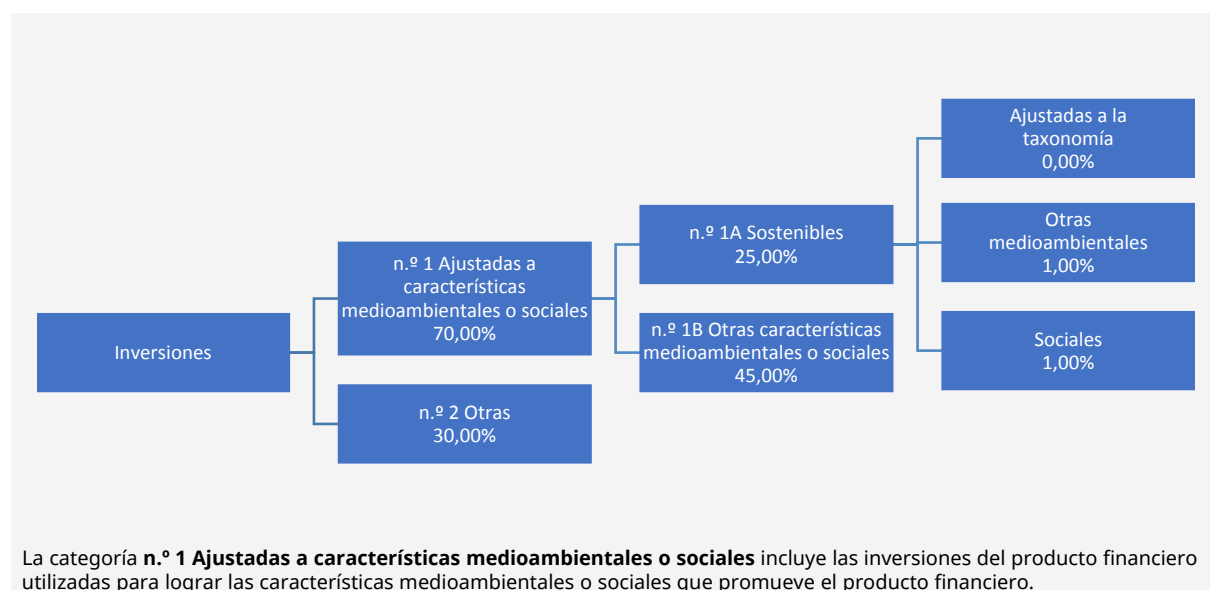 Inversiones
n.º 1 Ajustadas a
características
medioambientales o sociales
70,00%
n.º 2 Otras
30,00%
n.º 1A Sostenibles
25,00%
n.º 1B Otras características
medioambientales o sociales
45,00%
Ajustadas a la
taxonomía
0,00%
Otras
medioambientales
1,00%
Sociales
1,00%
La categoría n.º 1 Ajustadas a características medioambientales o sociales incluye las inversiones del producto financiero
utilizadas para lograr las características medioambientales o sociales que promueve el producto financiero.